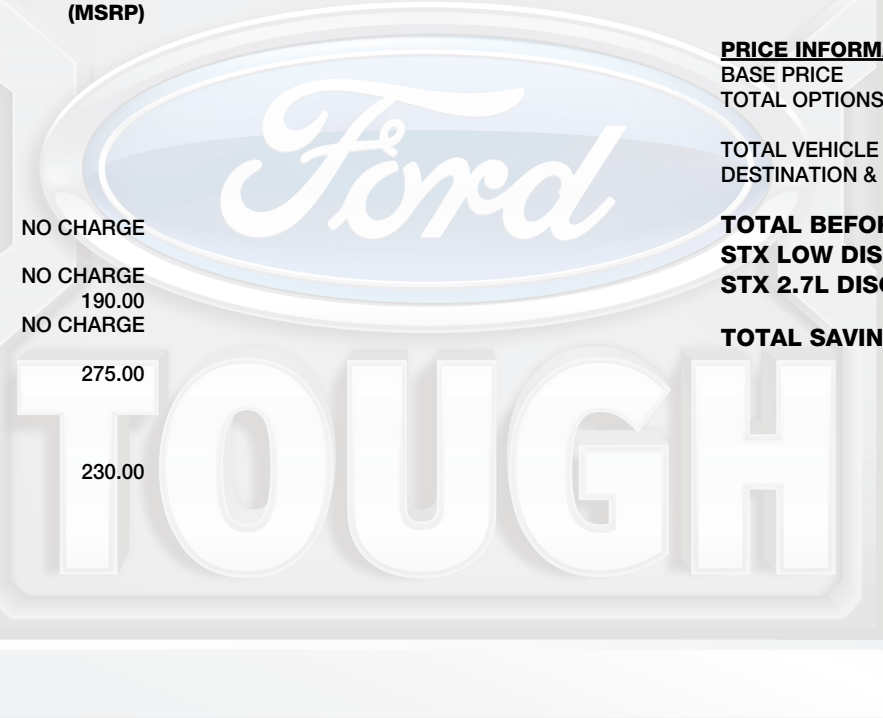 (MSRP)
NO CHARGE
NO CHARGE
190.00
NO CHARGE
275.00
230.00
PRICE INFORM
BASE PRICE
TOTAL OPTIONS
TOTAL VEHICLE
DESTINATION &
TOTAL BEFOR
STX LOW DIS
STX 2.7L DISC
TOTAL SAVIN
Ford
TOUGH